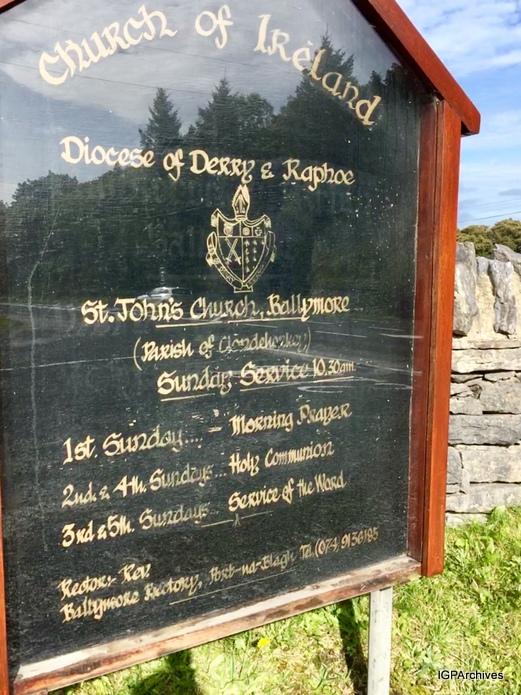 Church of Ireland
Diocese of Derry & Raphoe
St. John's Church, Ballymore
(Parish of Clondehorkey)
Sunday Service 10.30am.
1st. Sunday.... - Morning Prayer
2nd. & 4th. Sundays... Holy Communion
3rd & 5th. Sundays... Service of the Word
Rector:- Rev.
Ballymore Rectory, Port-na-Blagh Tel. (074) 9136185
IGPArchives